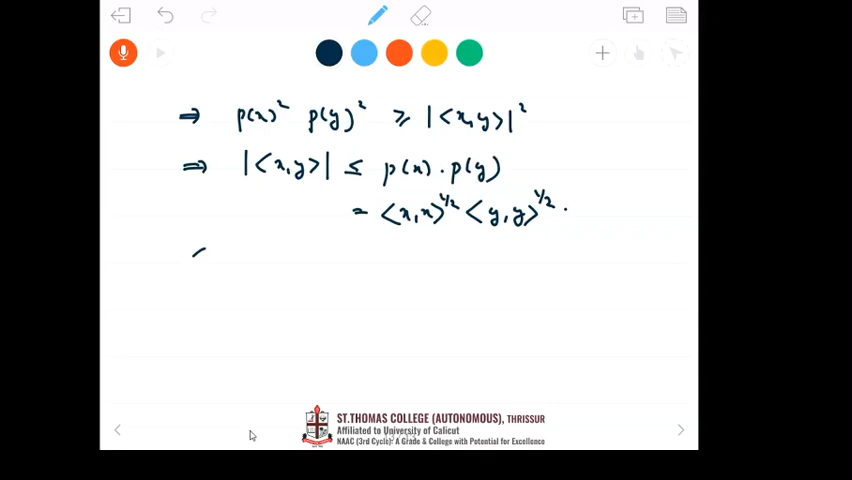 ⇒ p(x)² p(y)² ≥ |<x,y>|²
⇒ |<x,y>| ≤ p(x) . p(y)
= <x,x>^1/2 <y,y>^1/2 .
ST.THOMAS COLLEGE (AUTONOMOUS), THRISSUR
Affiliated to University of Calicut
NAAC (3rd Cycle): A Grade & College with Potential for Excellence